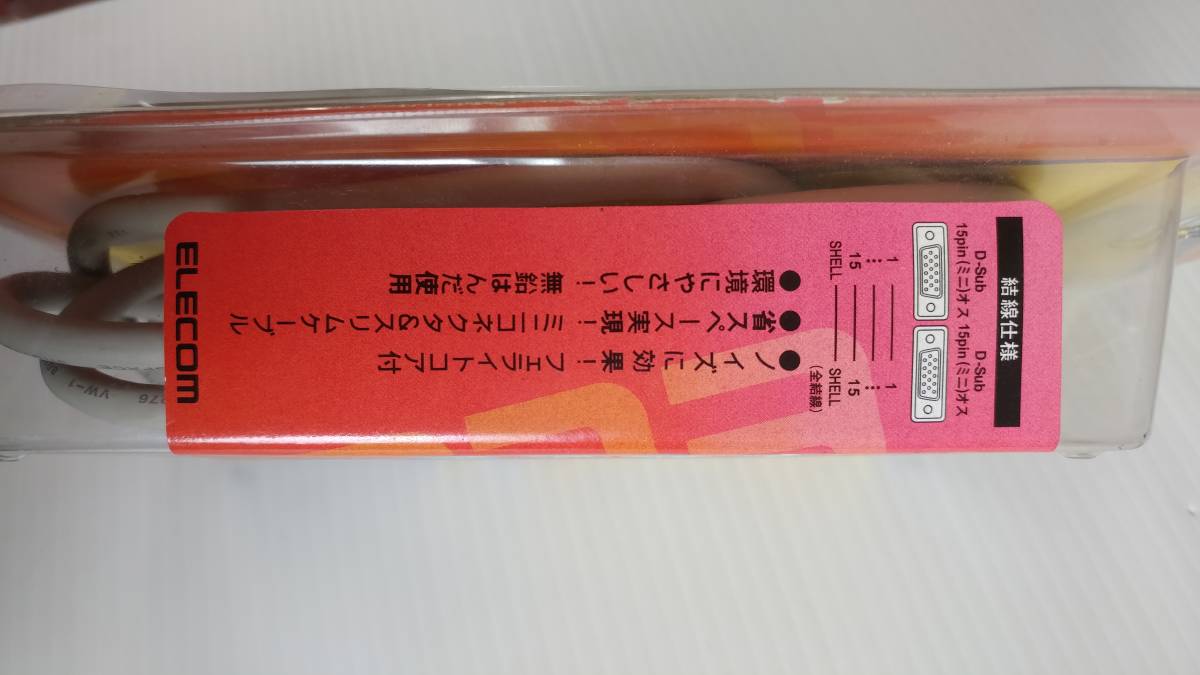 結線仕様
D-Sub D-Sub
15pin(ミニ)オス 15pin(ミニ)オス
1 1
⋮ ⋮
15 15
SHELL SHELL
(全結線)
●環境にやさしい!無鉛はんだ使用
●省スペース実現!ミニコネクタ&スリムケーブル
●ノイズに効果!フェライトコア付
ELECOM
VW-1